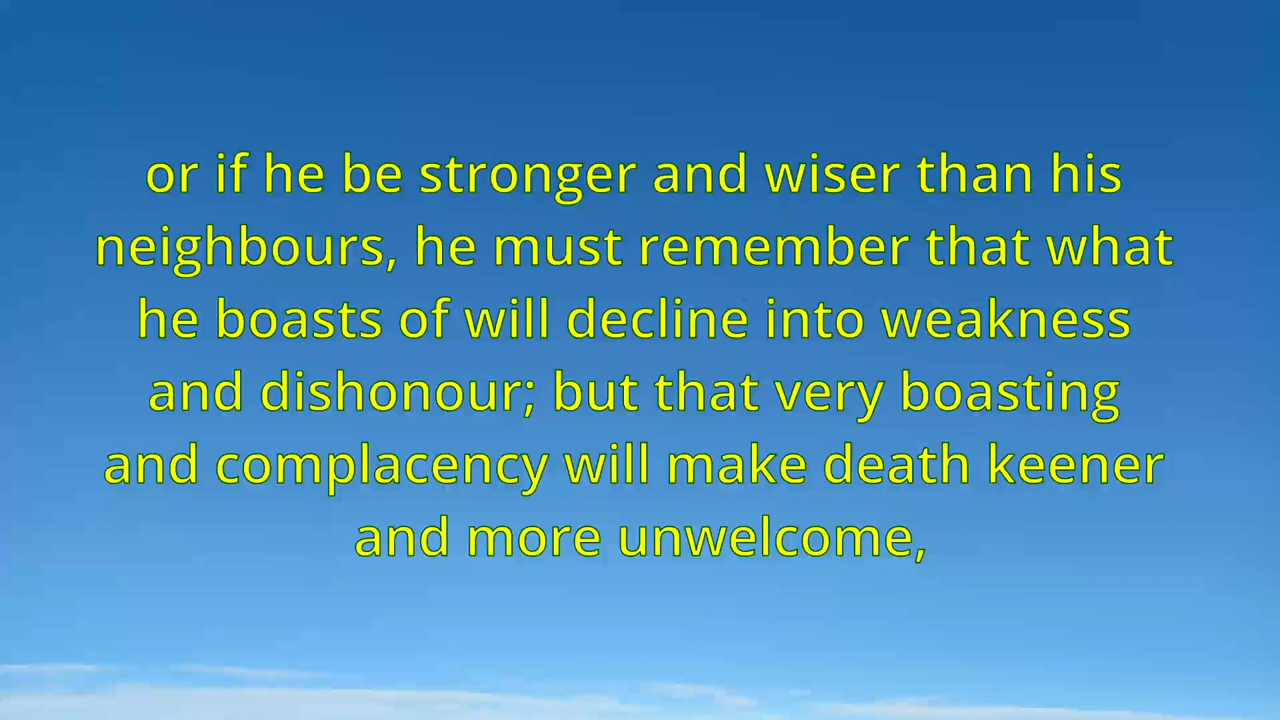 or if he be stronger and wiser than his
neighbours, he must remember that what
he boasts of will decline into weakness
and dishonour; but that very boasting
and complacency will make death keener
and more unwelcome,